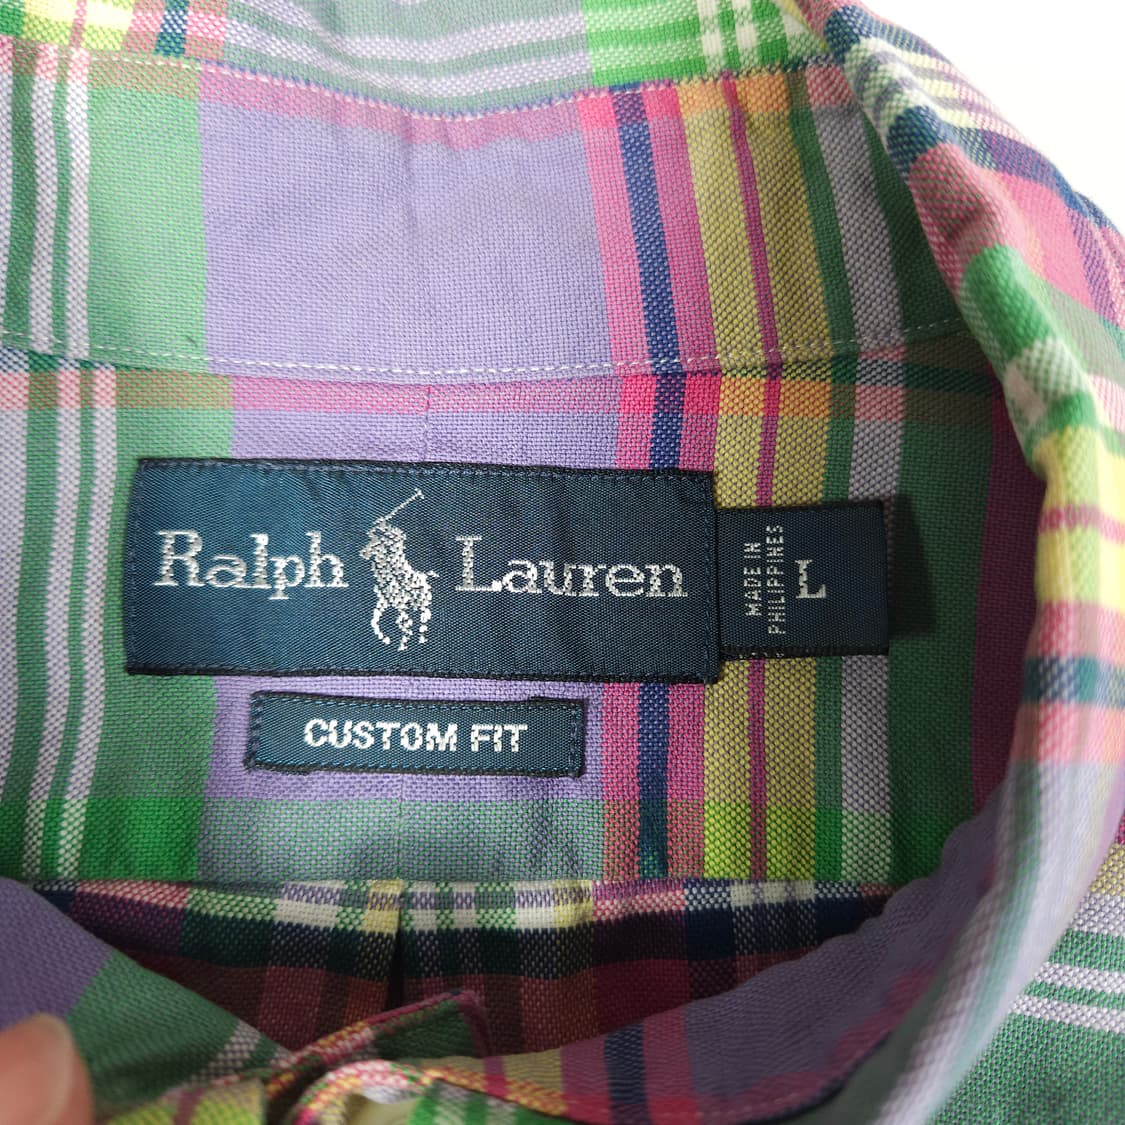 Ralph Lauren
MADE IN
PHILIPPINES
L
CUSTOM FIT